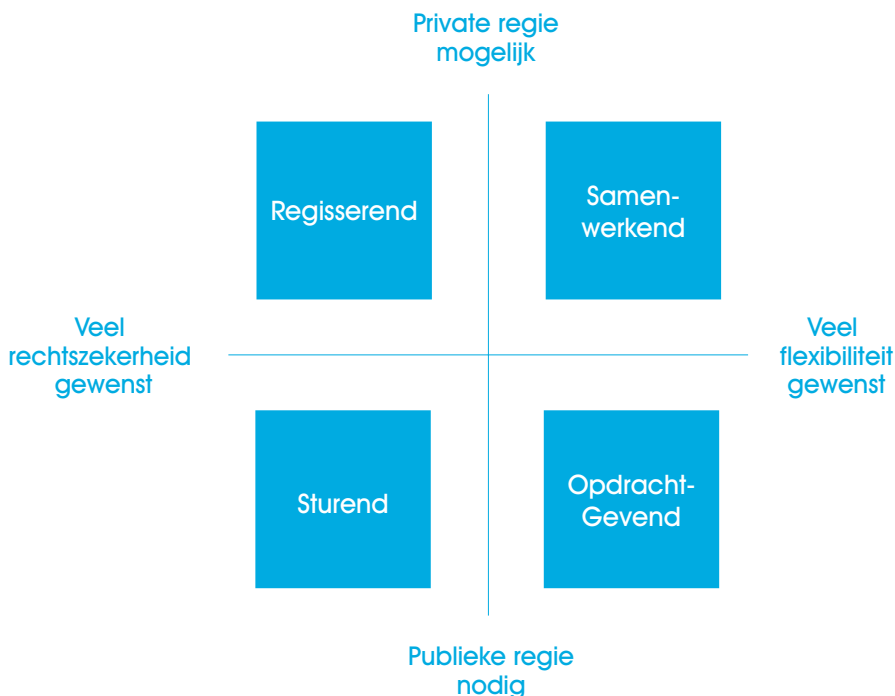 Private regie
mogelijk
Regisserend
Samen-
werkend
Veel
rechtszekerheid
gewenst
Veel
flexibiliteit
gewenst
Sturend
Opdracht-
Gevend
Publieke regie
nodig